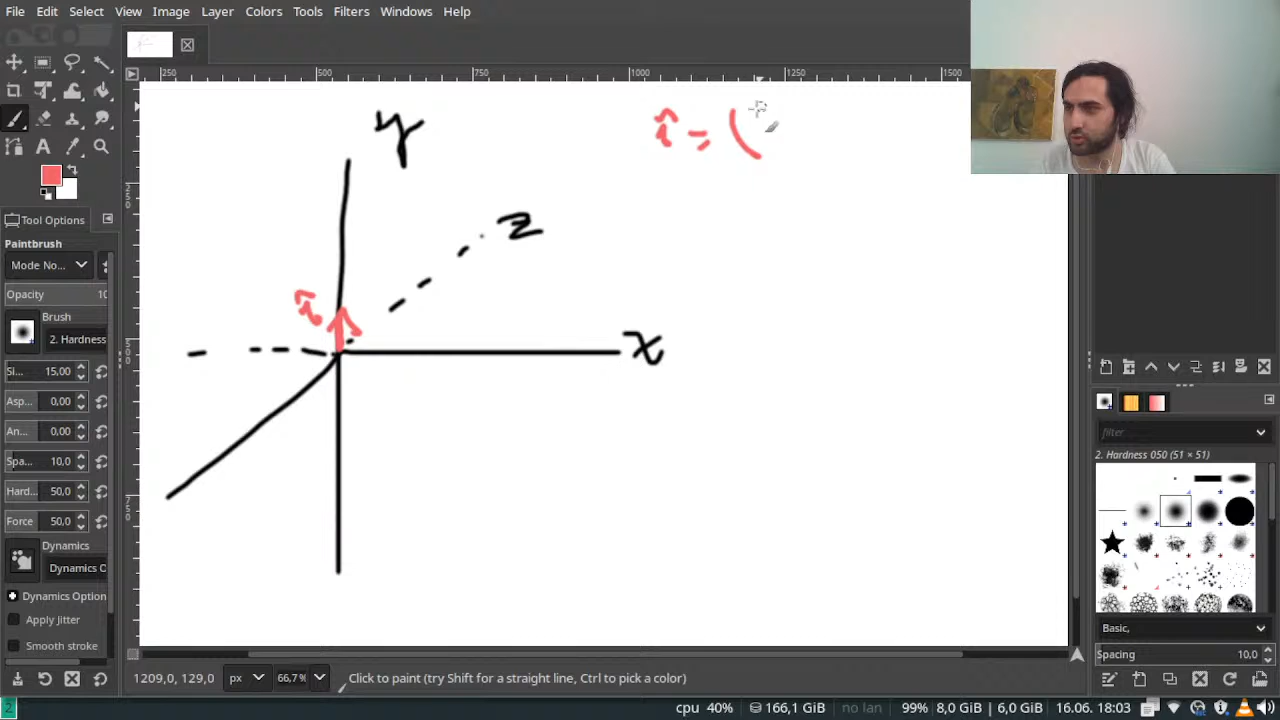 File Edit Select View Image Layer Colors Tools Filters Windows Help
250 500 750 1000 1250 1500
y
î = (
z
î
x
250
500
750
Tool Options
Paintbrush
Mode No...
Opacity 10
Brush
2. Hardness
Si... 15,00
Asp... 0,00
An... 0,00
Spa... 10,0
Hard... 50,0
Force 50,0
Dynamics
Dynamics O
Dynamics Option
Apply Jitter
Smooth stroke
filter
2. Hardness 050 (51 × 51)
Basic,
Spacing 10,0
1209,0, 129,0 px 66,7% Click to paint (try Shift for a straight line, Ctrl to pick a color)
2 cpu 40% 166,1 GiB no lan 99% 8,0 GiB | 6,0 GiB 16.06. 18:03